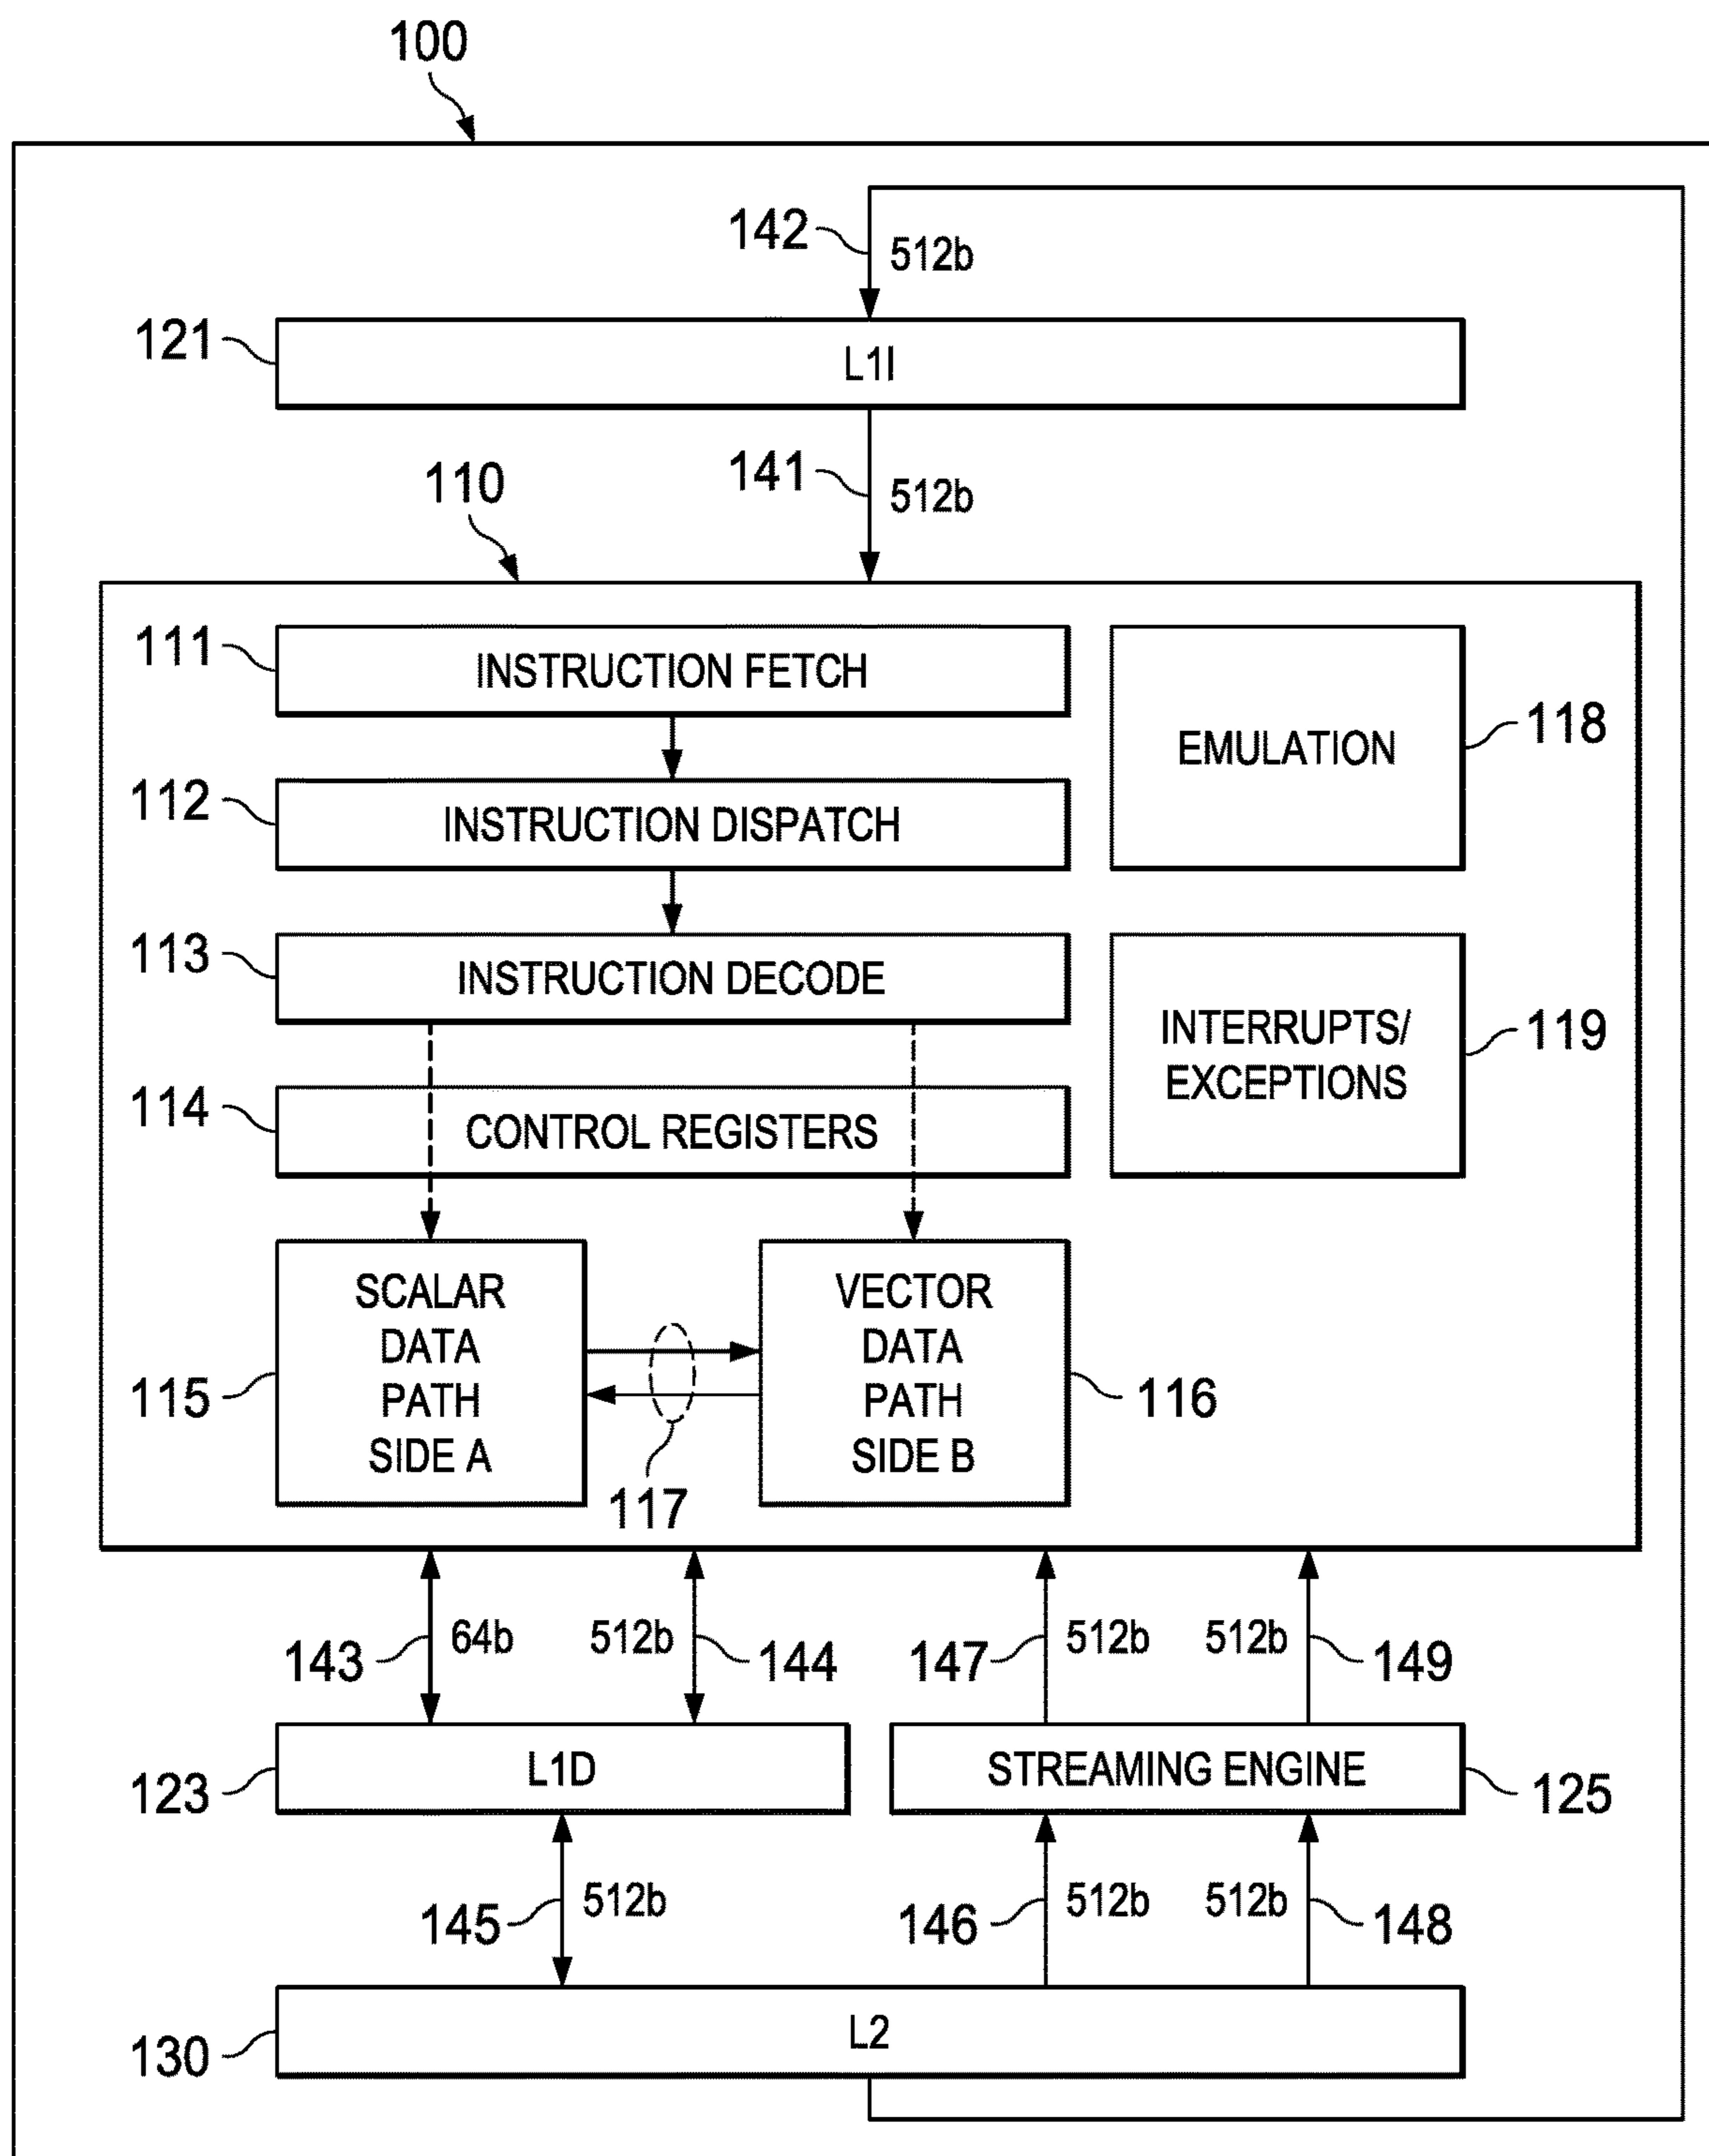 100
142
512b
121
L1I
141
512b
110
111
INSTRUCTION FETCH
118
EMULATION
112
INSTRUCTION DISPATCH
113
INSTRUCTION DECODE
INTERRUPTS/
EXCEPTIONS
119
114
CONTROL REGISTERS
SCALAR
DATA
PATH
SIDE A
115
VECTOR
DATA
PATH
SIDE B
116
117
143
64b
512b
144
147
512b
512b
149
123
L1D
STREAMING ENGINE
125
145
512b
146
512b
512b
148
130
L2